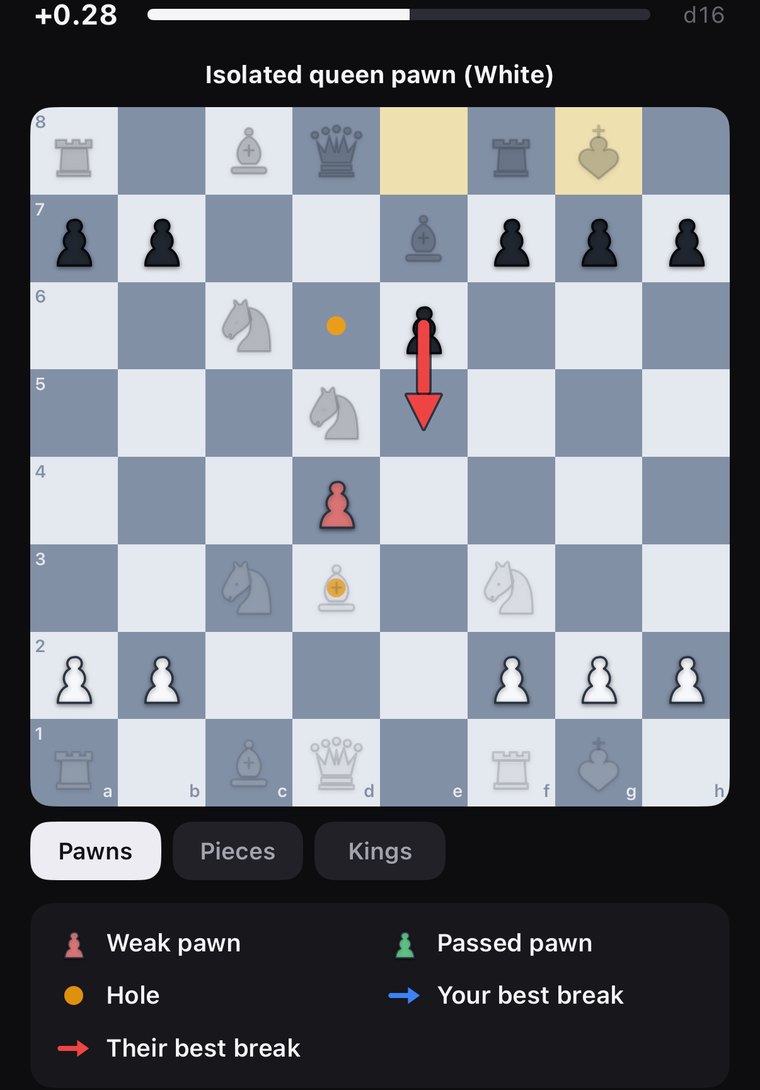 +0.28 d16
Isolated queen pawn (White)
8
7
6
5
4
3
2
1 a b c d e f g h
Pawns Pieces Kings
Weak pawn Passed pawn
Hole Your best break
Their best break